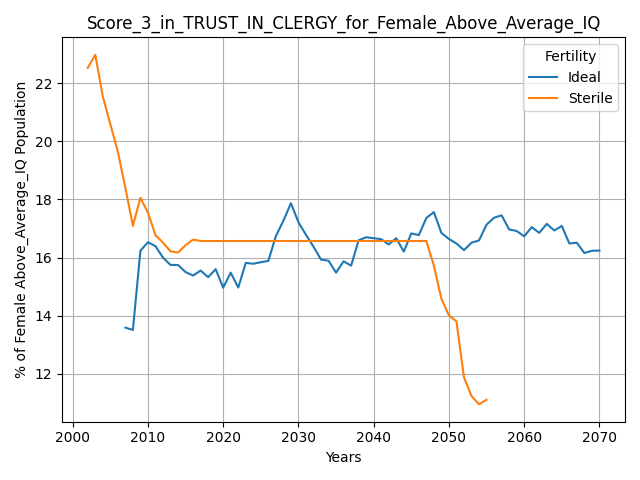 Score_3_in_TRUST_IN_CLERGY_for_Female_Above_Average_IQ
Fertility
Ideal
Sterile
% of Female Above_Average_IQ Population
22
20
18
16
14
12
2000 2010 2020 2030 2040 2050 2060 2070
Years